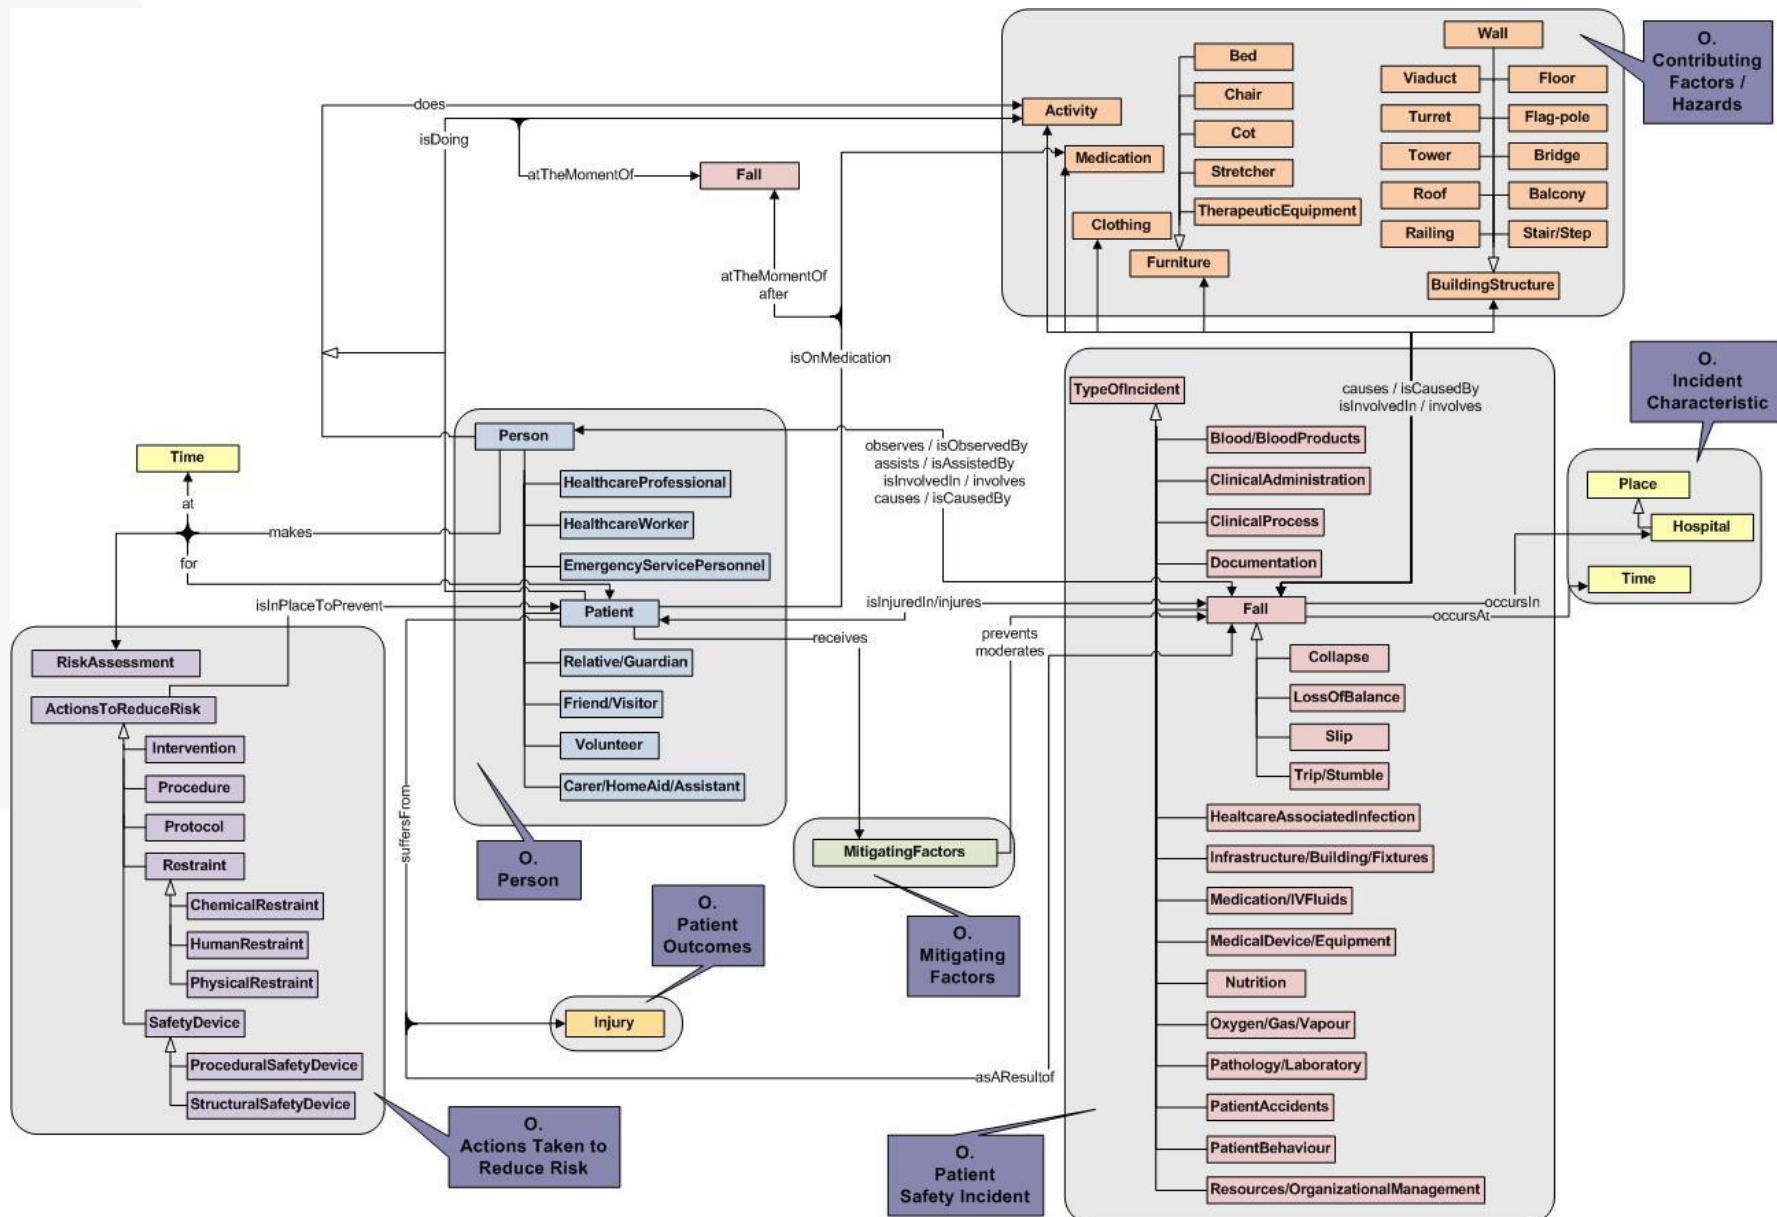 Wall
O.
Contributing
Factors /
Hazards
Bed
Viaduct
Floor
Chair
does
Activity
Turret
Flag-pole
isDoing
Cot
Medication
Tower
Bridge
atTheMomentOf
Fall
Stretcher
Roof
Balcony
TherapeuticEquipment
Clothing
Railing
Stair/Step
Furniture
atTheMomentOf
after
BuildingStructure
isOnMedication
O.
Incident
Characteristic
TypeOfIncident
causes / isCausedBy
isInvolvedIn / involves
Person
observes / isObservedBy
assists / isAssistedBy
isInvolvedIn / involves
causes / isCausedBy
Blood/BloodProducts
Time
HealthcareProfessional
ClinicalAdministration
Place
at
makes
HealthcareWorker
ClinicalProcess
Hospital
for
EmergencyServicePersonnel
Documentation
Time
isInPlaceToPrevent
Patient
isInjuredIn/injures
Fall
occursIn
occursAt
receives
prevents
moderates
RiskAssessment
Relative/Guardian
Collapse
ActionsToReduceRisk
Friend/Visitor
LossOfBalance
Intervention
Volunteer
Slip
Procedure
Carer/HomeAid/Assistant
Trip/Stumble
Protocol
suffersFrom
HealtcareAssociatedInfection
Restraint
O.
Person
MitigatingFactors
Infrastructure/Building/Fixtures
ChemicalRestraint
Medication/IVFluids
HumanRestraint
O.
Patient
Outcomes
O.
Mitigating
Factors
MedicalDevice/Equipment
PhysicalRestraint
Nutrition
SafetyDevice
Injury
Oxygen/Gas/Vapour
ProceduralSafetyDevice
asAResultof
Pathology/Laboratory
StructuralSafetyDevice
PatientAccidents
O.
Actions Taken to
Reduce Risk
O.
Patient
Safety Incident
PatientBehaviour
Resources/OrganizationalManagement